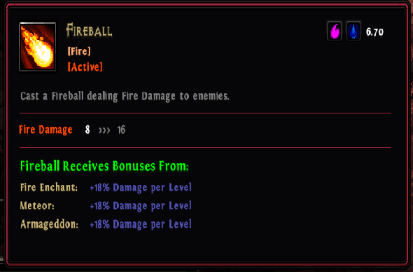 Fireball
6.70
[Fire]
[Active]
Cast a Fireball dealing Fire Damage to enemies.
Fire Damage 8 >>> 16
Fireball Receives Bonuses From:
Fire Enchant: +18% Damage per Level
Meteor: +18% Damage per Level
Armageddon: +18% Damage per Level